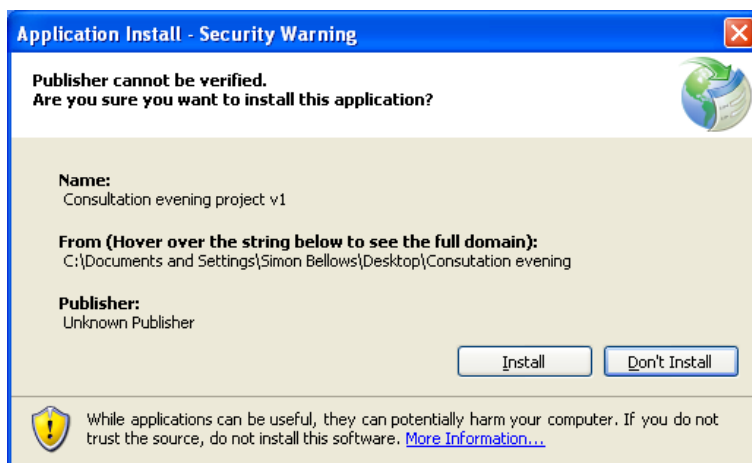 Application Install - Security Warning
Publisher cannot be verified.
Are you sure you want to install this application?
Name:
Consultation evening project v1
From (Hover over the string below to see the full domain):
C:\Documents and Settings\Simon Bellows\Desktop\Consutation evening
Publisher:
Unknown Publisher
Install
Don't Install
While applications can be useful, they can potentially harm your computer. If you do not
trust the source, do not install this software. More Information...